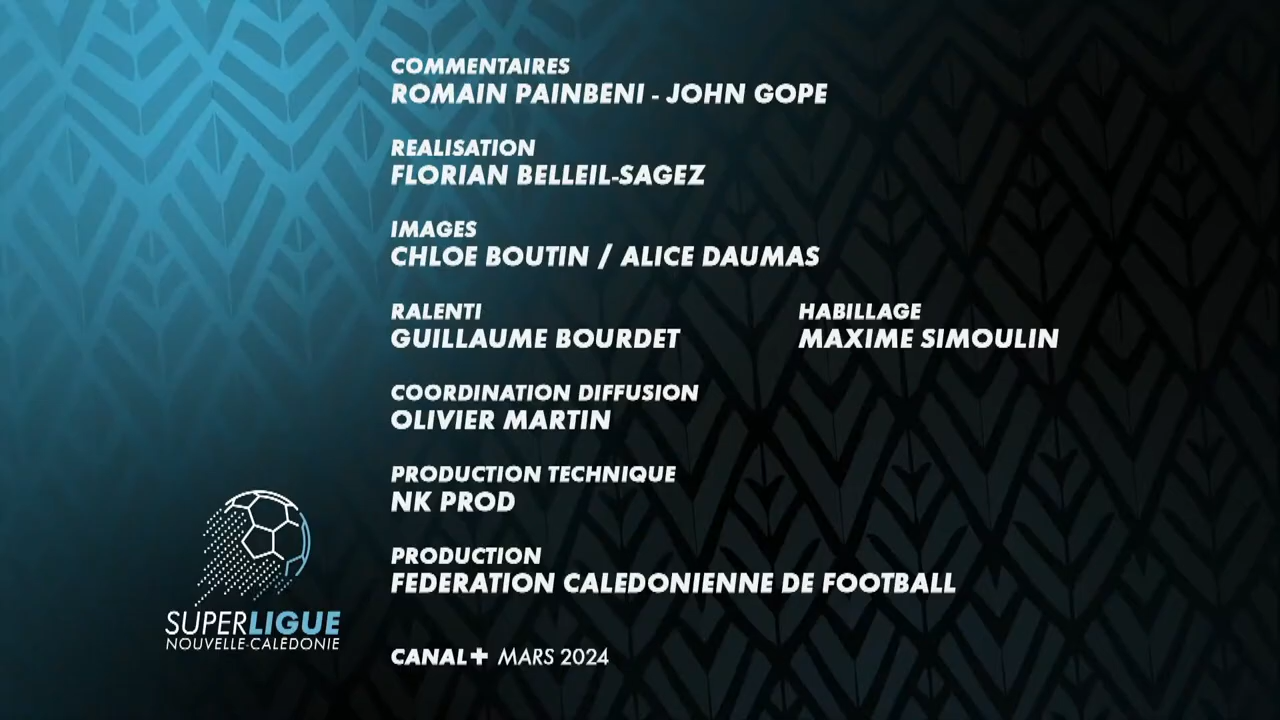 COMMENTAIRES
ROMAIN PAINBENI - JOHN GOPE
REALISATION
FLORIAN BELLEIL-SAGEZ
IMAGES
CHLOE BOUTIN / ALICE DAUMAS
RALENTI
GUILLAUME BOURDET
HABILLAGE
MAXIME SIMOULIN
COORDINATION DIFFUSION
OLIVIER MARTIN
PRODUCTION TECHNIQUE
NK PROD
PRODUCTION
FEDERATION CALEDONIENNE DE FOOTBALL
SUPERLIGUE
NOUVELLE-CALÉDONIE
CANAL+ MARS 2024